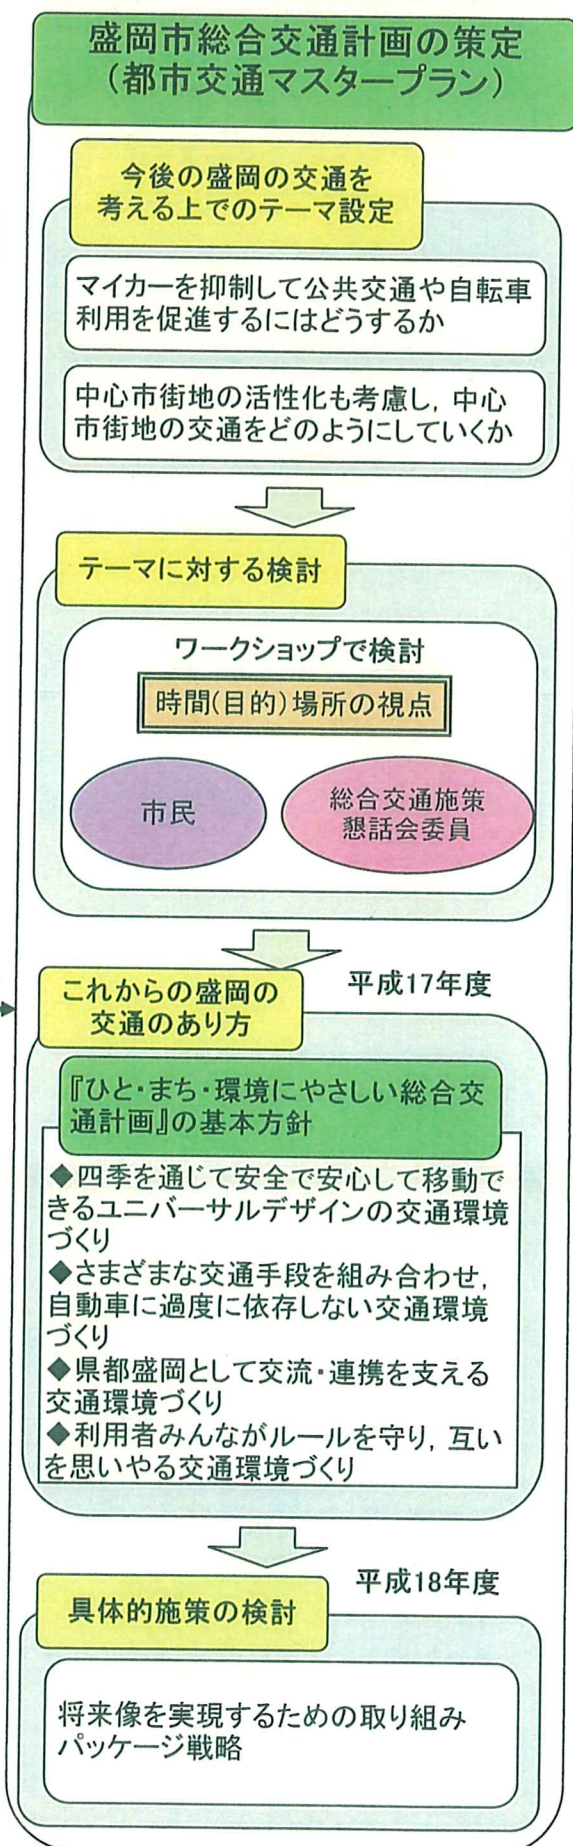 盛岡市総合交通計画の策定
（都市交通マスタープラン）
今後の盛岡の交通を
考える上でのテーマ設定
マイカーを抑制して公共交通や自転車
利用を促進するにはどうするか
中心市街地の活性化も考慮し，中心
市街地の交通をどのようにしていくか
テーマに対する検討
ワークショップで検討
時間(目的)場所の視点
市民
総合交通施策
懇話会委員
平成17年度
これからの盛岡の
交通のあり方
『ひと・まち・環境にやさしい総合交
通計画』の基本方針
◆四季を通じて安全で安心して移動で
きるユニバーサルデザインの交通環境
づくり
◆さまざまな交通手段を組み合わせ，
自動車に過度に依存しない交通環境
づくり
◆県都盛岡として交流・連携を支える
交通環境づくり
◆利用者みんながルールを守り，互い
を思いやる交通環境づくり
平成18年度
具体的施策の検討
将来像を実現するための取り組み
パッケージ戦略